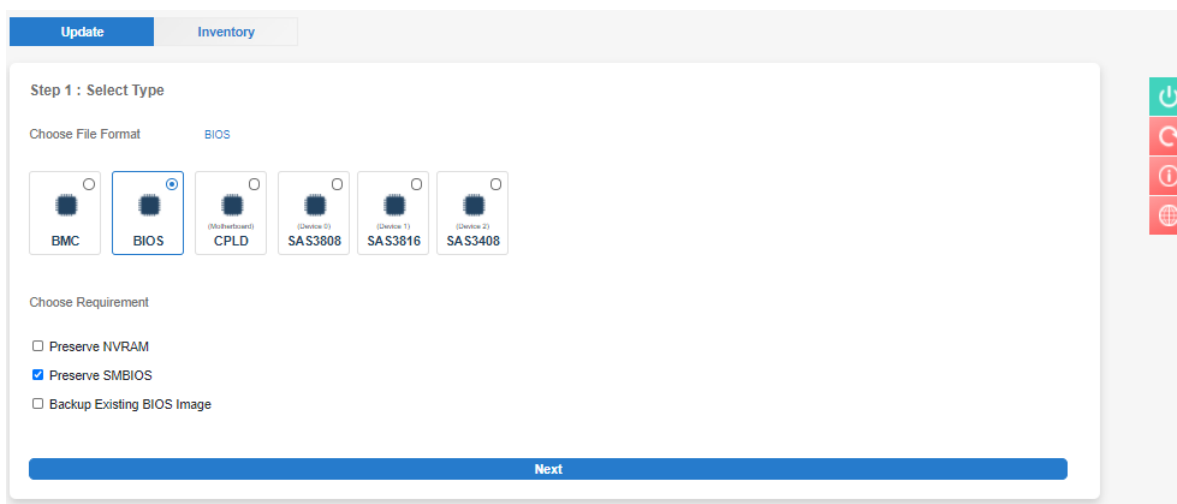 Update Inventory
Step 1 : Select Type
Choose File Format BIOS
(Motherboard) (Device 0) (Device 1) (Device 2)
BMC BIOS CPLD SAS3808 SAS3816 SAS3408
Choose Requirement
Preserve NVRAM
Preserve SMBIOS
Backup Existing BIOS Image
Next